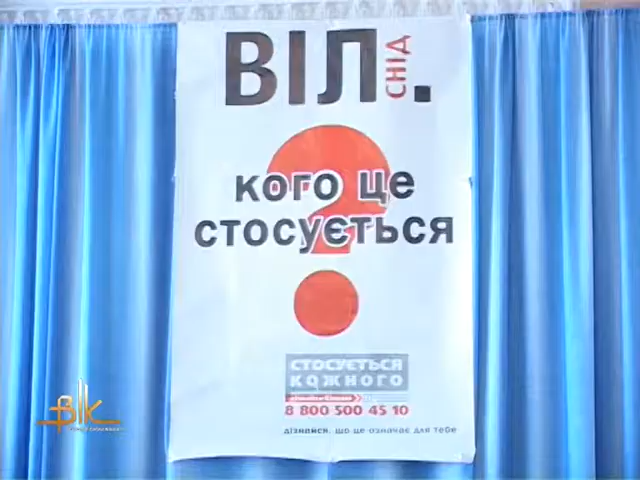 ВІЛ.
СНІД
кого це
стосується
СТОСУЄТЬСЯ
КОЖНОГО
8 800 500 45 10
дізнайся, що це означає для тебе
ВІК